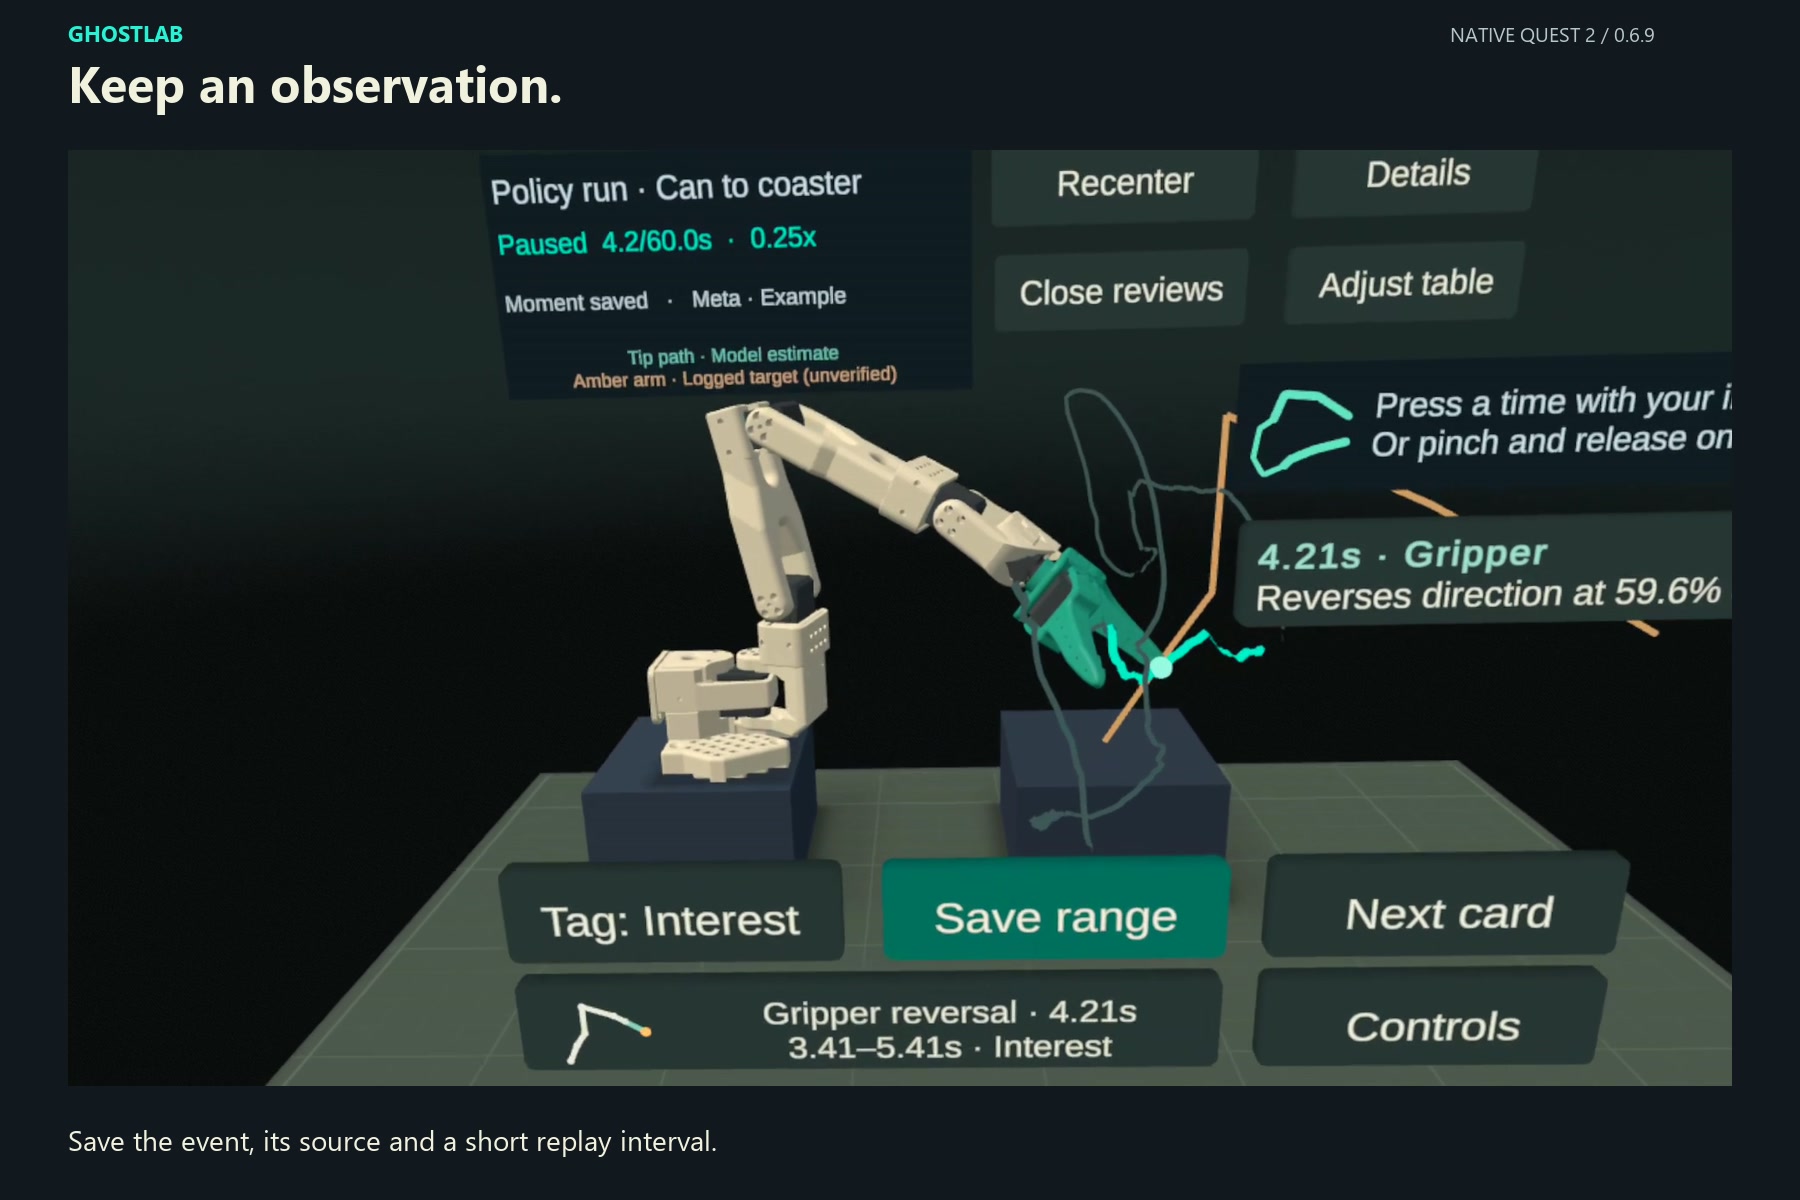 GHOSTLAB
NATIVE QUEST 2 / 0.6.9
Keep an observation.
Policy run · Can to coaster
Paused 4.2/60.0s · 0.25x
Moment saved · Meta · Example
Tip path · Model estimate
Amber arm · Logged target (unverified)
Recenter
Details
Close reviews
Adjust table
Press a time with your
Or pinch and release on
4.21s · Gripper
Reverses direction at 59.6%
Tag: Interest
Save range
Next card
Gripper reversal · 4.21s
3.41–5.41s · Interest
Controls
Save the event, its source and a short replay interval.